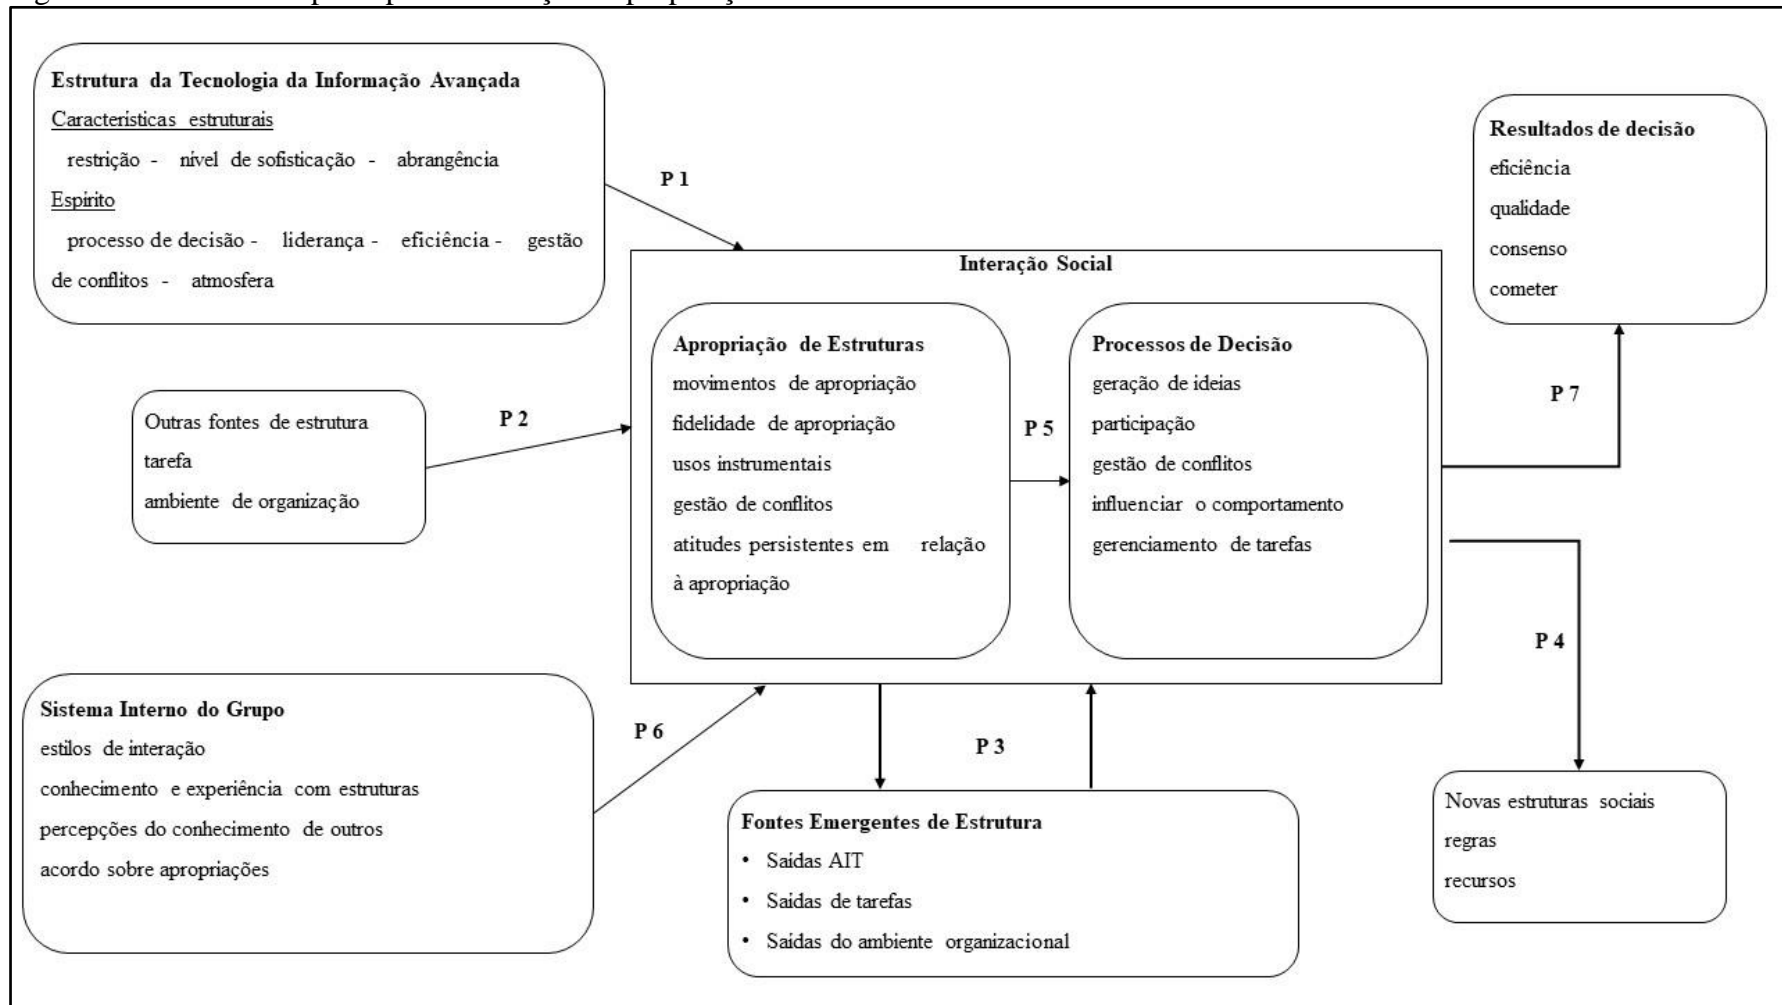 Estrutura da Tecnologia da Informação Avançada
Caracteristicas estruturais
restrição - nível de sofisticação - abrangência
Espirito
processo de decisão - liderança - eficiência - gestão
de conflitos - atmosfera
P 1
Outras fontes de estrutura
tarefa
ambiente de organização
P 2
Sistema Interno do Grupo
estilos de interação
conhecimento e experiência com estruturas
percepções do conhecimento de outros
acordo sobre apropriações
P 6
Interação Social
Apropriação de Estruturas
movimentos de apropriação
fidelidade de apropriação
usos instrumentais
gestão de conflitos
atitudes persistentes em relação
à apropriação
P 5
Processos de Decisão
geração de ideias
participação
gestão de conflitos
influenciar o comportamento
gerenciamento de tarefas
P 3
Fontes Emergentes de Estrutura
• Saidas AIT
• Saidas de tarefas
• Saidas do ambiente organizacional
Resultados de decisão
eficiência
qualidade
consenso
cometer
P 7
P 4
Novas estruturas sociais
regras
recursos